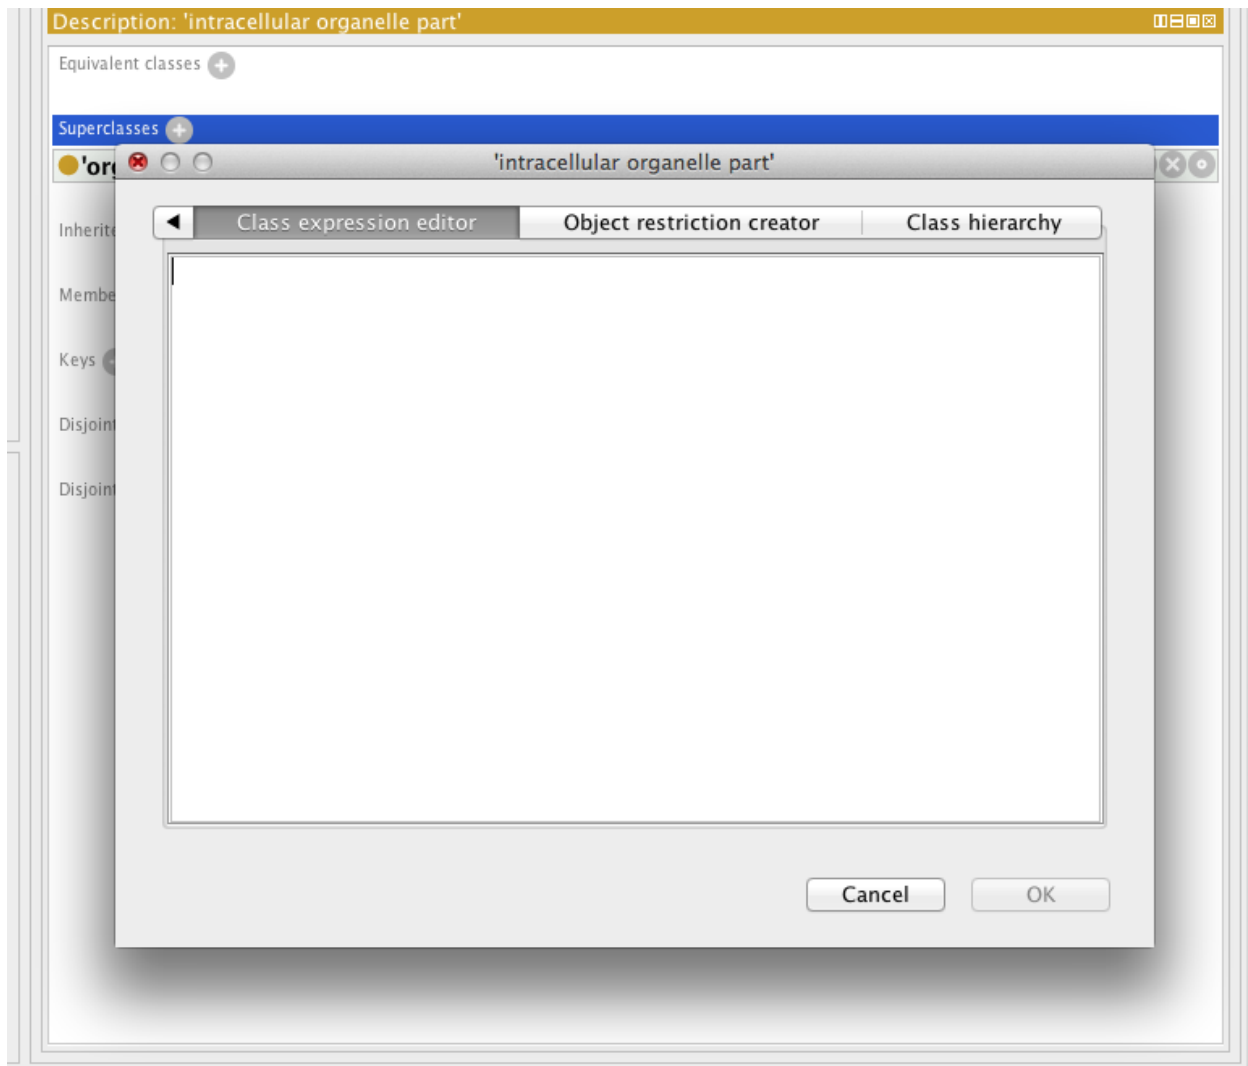 Description: 'intracellular organelle part'
Equivalent classes
Superclasses
'intracellular organelle part'
Class expression editor Object restriction creator Class hierarchy
Keys
Cancel OK